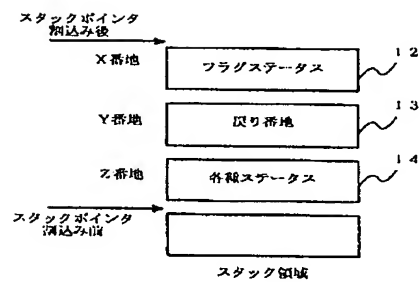 スタックポインタ
割込み後
X番地
フラグステータス
12
Y番地
戻り番地
13
Z番地
各種ステータス
14
スタックポインタ
割込み前
スタック領域